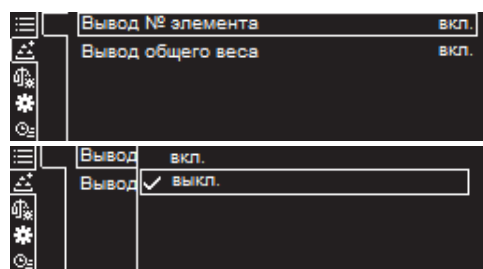 Вывод № элемента вкл.
Вывод общего веса вкл.
Вывод вкл.
Вывод выкл.